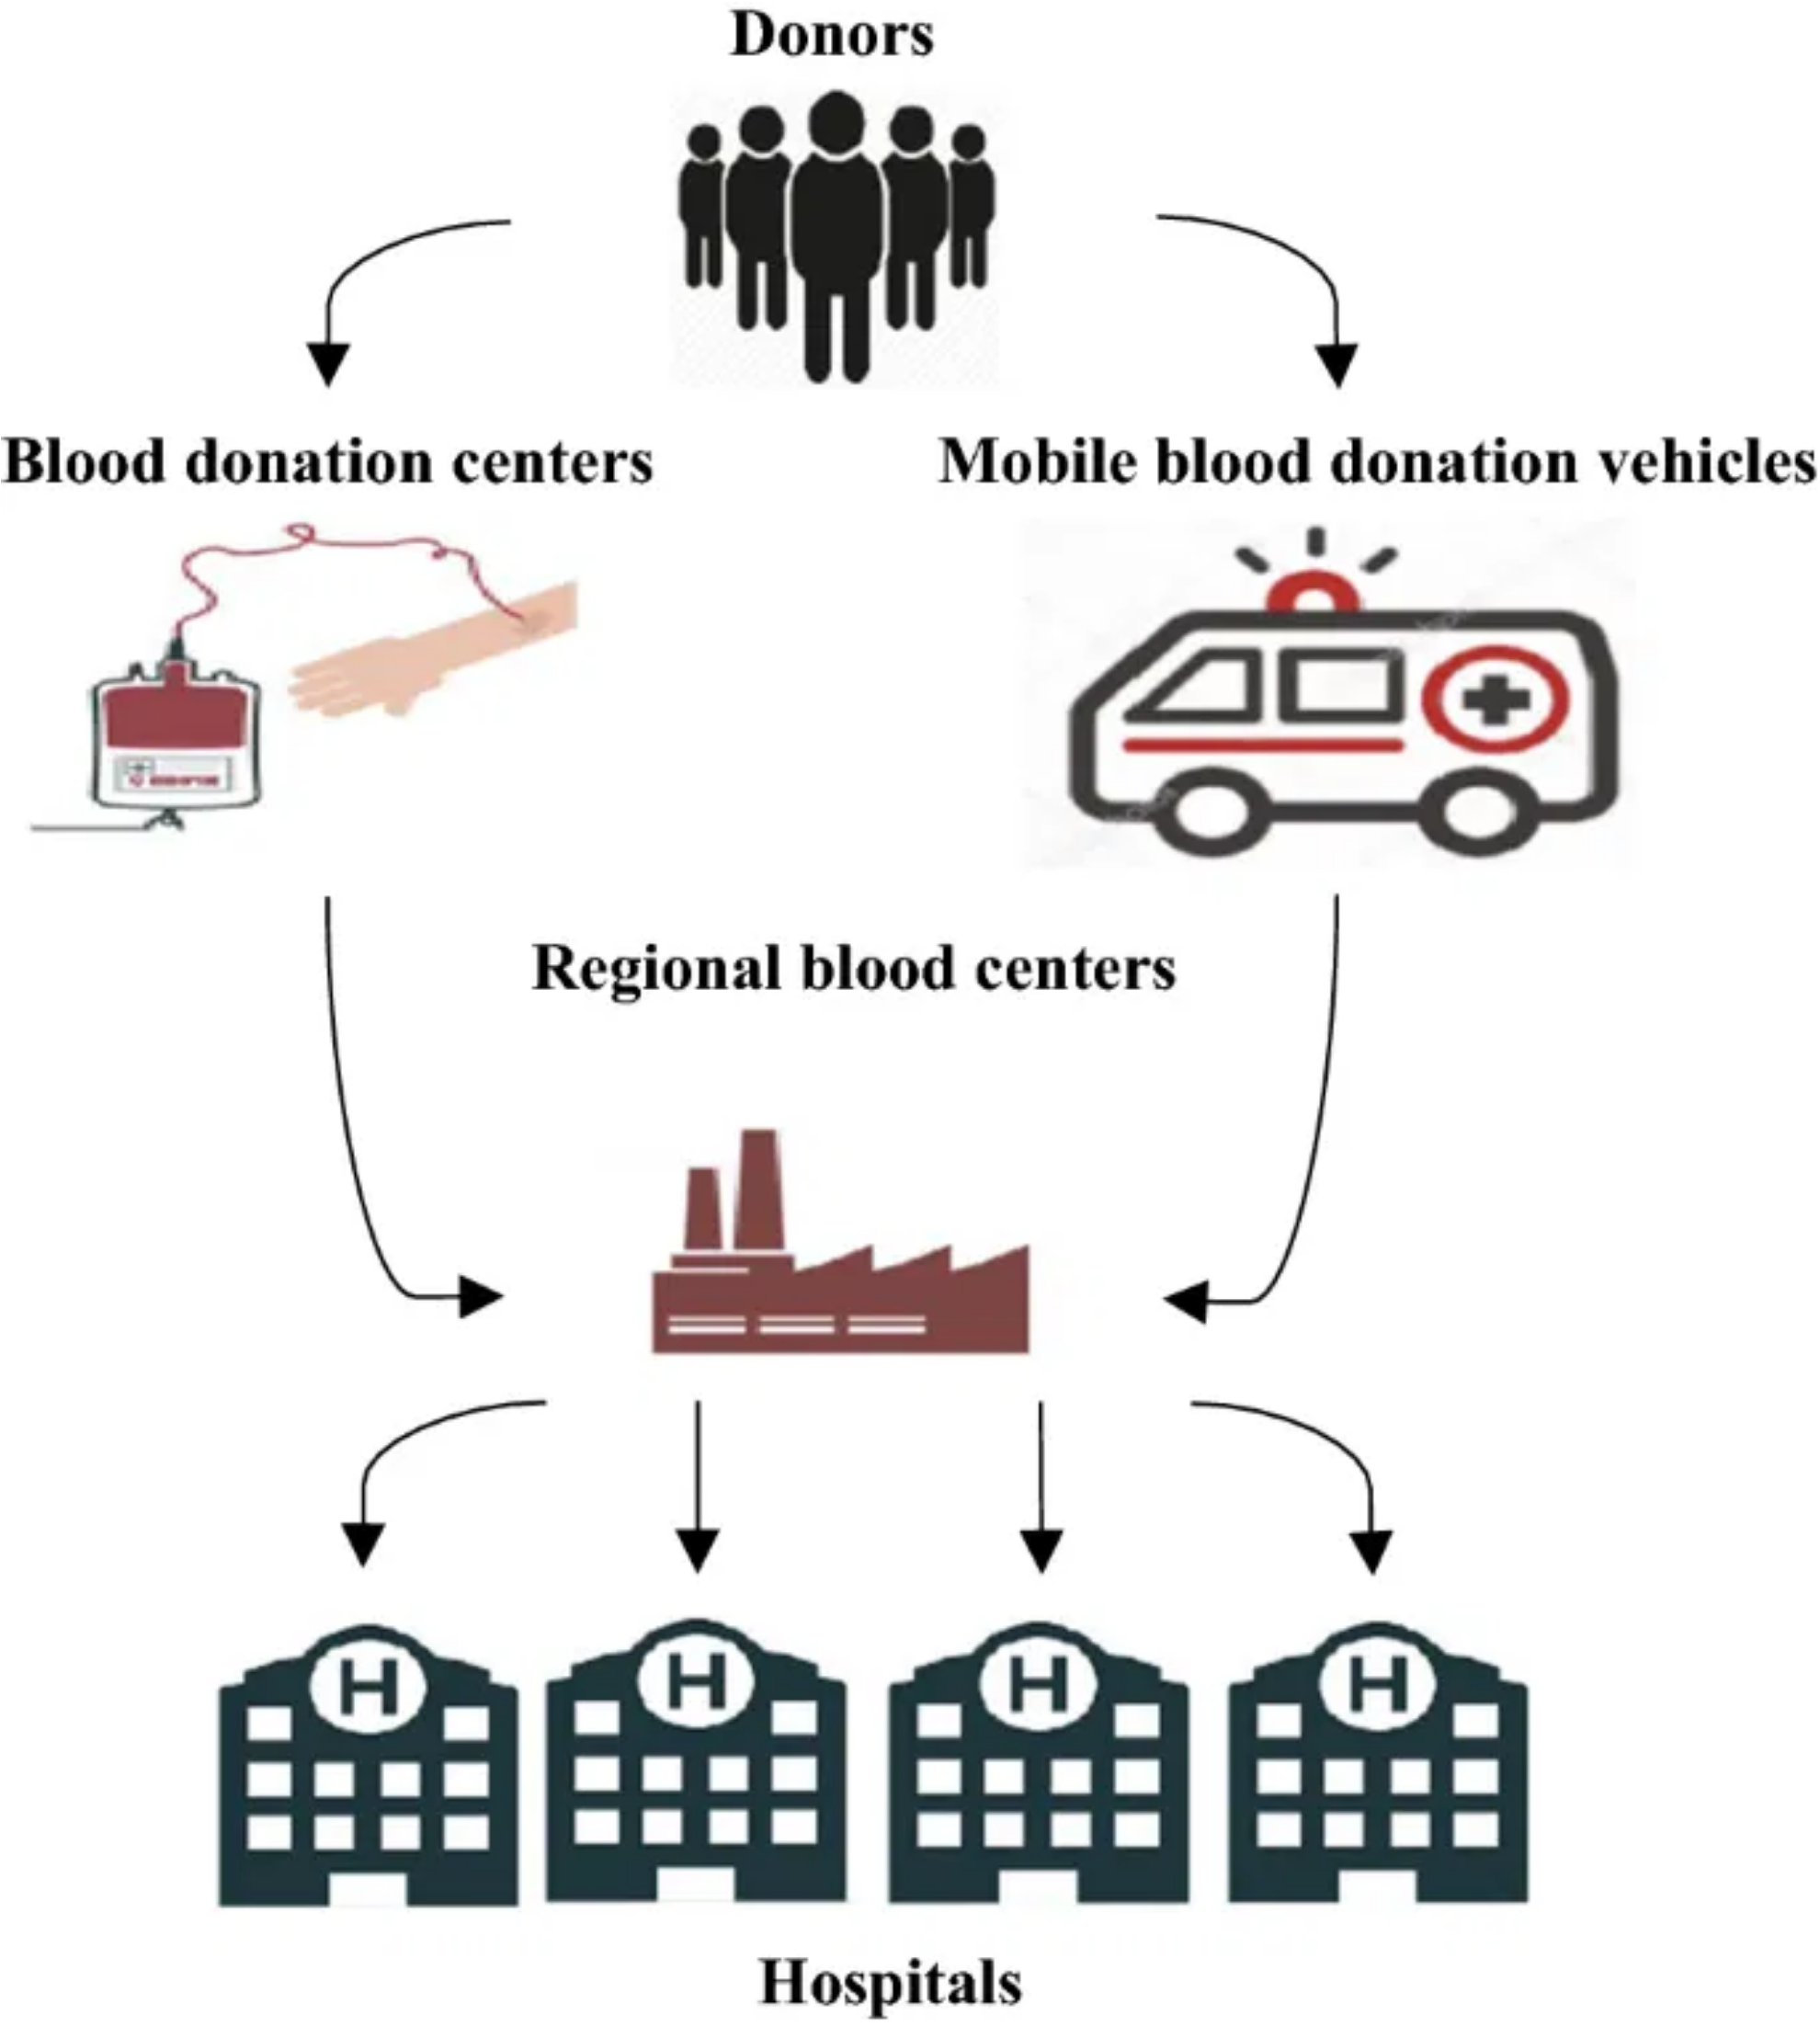 Donors
Blood donation centers
Mobile blood donation vehicles
Regional blood centers
H
H
H
H
Hospitals